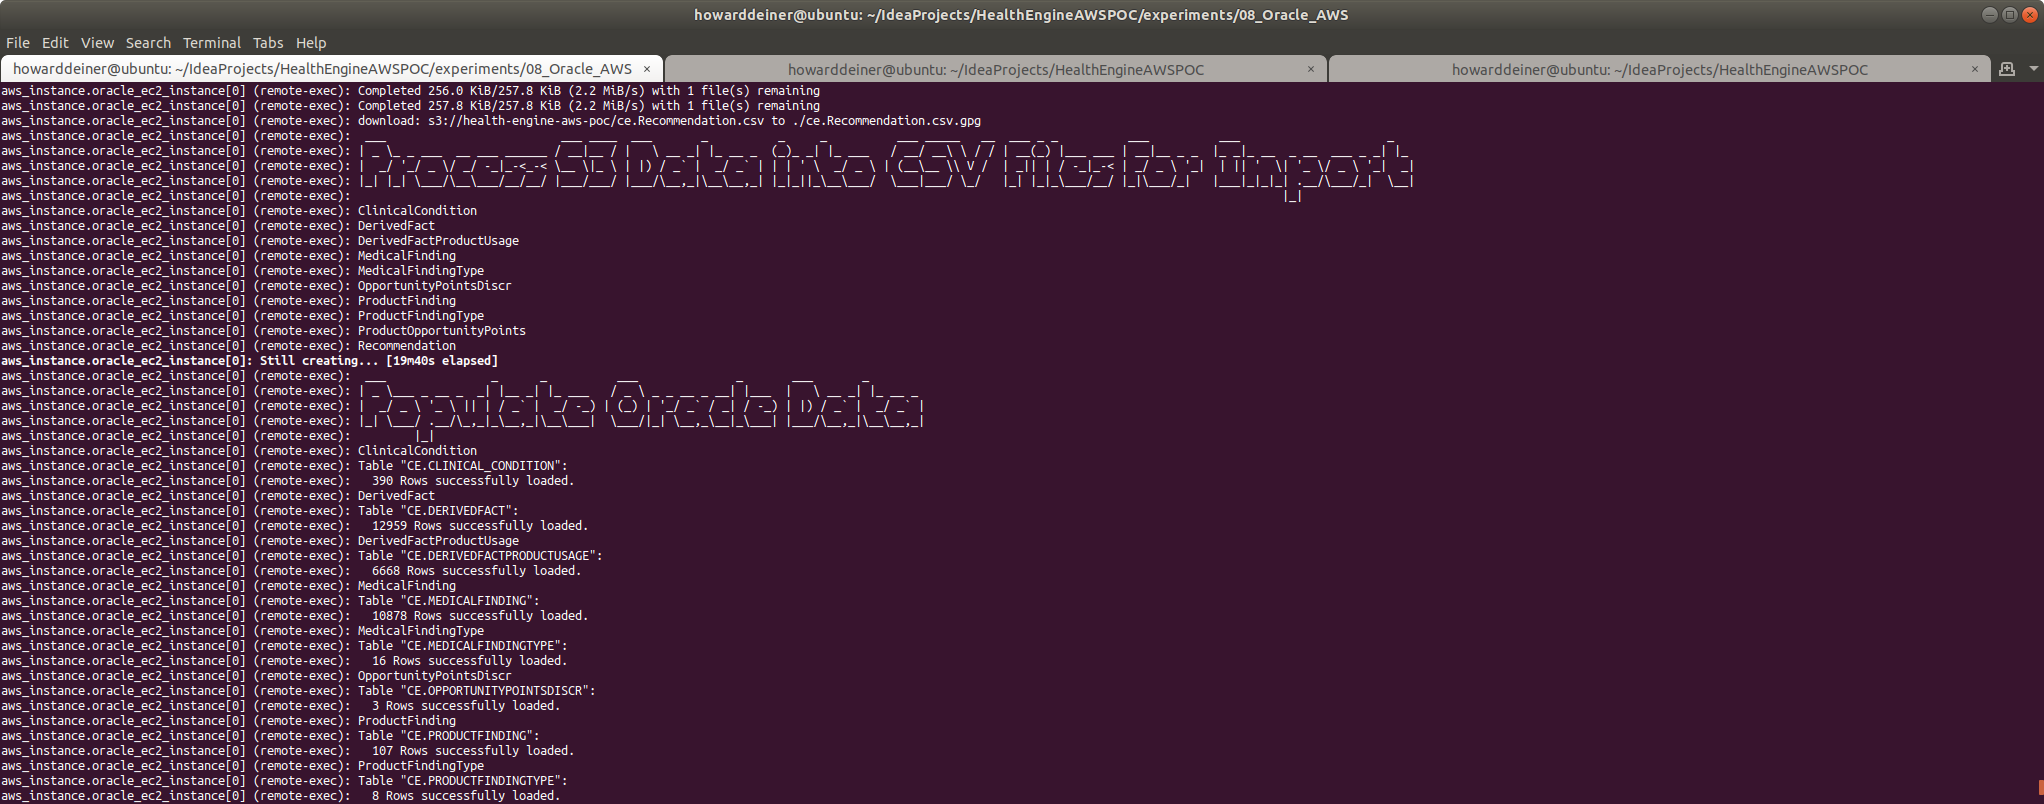 howarddeiner@ubuntu: ~/IdeaProjects/HealthEngineAWSPOC/experiments/08_Oracle_AWS
File Edit View Search Terminal Tabs Help
howarddeiner@ubuntu: ~/IdeaProjects/HealthEngineAWSPOC/experiments/08_Oracle_AWS × howarddeiner@ubuntu: ~/IdeaProjects/HealthEngineAWSPOC × howarddeiner@ubuntu: ~/IdeaProjects/HealthEngineAWSPOC ×
aws_instance.oracle_ec2_instance[0] (remote-exec): Completed 256.0 KiB/257.8 KiB (2.2 MiB/s) with 1 file(s) remaining
aws_instance.oracle_ec2_instance[0] (remote-exec): Completed 257.8 KiB/257.8 KiB (2.2 MiB/s) with 1 file(s) remaining
aws_instance.oracle_ec2_instance[0] (remote-exec): download: s3://health-engine-aws-poc/ce.Recommendation.csv to ./ce.Recommendation.csv.gpg
aws_instance.oracle_ec2_instance[0] (remote-exec):
aws_instance.oracle_ec2_instance[0] (remote-exec):
aws_instance.oracle_ec2_instance[0] (remote-exec): Process S3 Data into CSV Files For Import
aws_instance.oracle_ec2_instance[0] (remote-exec):
aws_instance.oracle_ec2_instance[0] (remote-exec):
aws_instance.oracle_ec2_instance[0] (remote-exec): ClinicalCondition
aws_instance.oracle_ec2_instance[0] (remote-exec): DerivedFact
aws_instance.oracle_ec2_instance[0] (remote-exec): DerivedFactProductUsage
aws_instance.oracle_ec2_instance[0] (remote-exec): MedicalFinding
aws_instance.oracle_ec2_instance[0] (remote-exec): MedicalFindingType
aws_instance.oracle_ec2_instance[0] (remote-exec): OpportunityPointsDiscr
aws_instance.oracle_ec2_instance[0] (remote-exec): ProductFinding
aws_instance.oracle_ec2_instance[0] (remote-exec): ProductFindingType
aws_instance.oracle_ec2_instance[0] (remote-exec): ProductOpportunityPoints
aws_instance.oracle_ec2_instance[0] (remote-exec): Recommendation
aws_instance.oracle_ec2_instance[0]: Still creating... [19m40s elapsed]
aws_instance.oracle_ec2_instance[0] (remote-exec):
aws_instance.oracle_ec2_instance[0] (remote-exec):
aws_instance.oracle_ec2_instance[0] (remote-exec): Populate Oracle Data
aws_instance.oracle_ec2_instance[0] (remote-exec):
aws_instance.oracle_ec2_instance[0] (remote-exec):
aws_instance.oracle_ec2_instance[0] (remote-exec): ClinicalCondition
aws_instance.oracle_ec2_instance[0] (remote-exec): Table "CE.CLINICAL_CONDITION":
aws_instance.oracle_ec2_instance[0] (remote-exec):   390 Rows successfully loaded.
aws_instance.oracle_ec2_instance[0] (remote-exec): DerivedFact
aws_instance.oracle_ec2_instance[0] (remote-exec): Table "CE.DERIVEDFACT":
aws_instance.oracle_ec2_instance[0] (remote-exec):   12959 Rows successfully loaded.
aws_instance.oracle_ec2_instance[0] (remote-exec): DerivedFactProductUsage
aws_instance.oracle_ec2_instance[0] (remote-exec): Table "CE.DERIVEDFACTPRODUCTUSAGE":
aws_instance.oracle_ec2_instance[0] (remote-exec):   6668 Rows successfully loaded.
aws_instance.oracle_ec2_instance[0] (remote-exec): MedicalFinding
aws_instance.oracle_ec2_instance[0] (remote-exec): Table "CE.MEDICALFINDING":
aws_instance.oracle_ec2_instance[0] (remote-exec):   10878 Rows successfully loaded.
aws_instance.oracle_ec2_instance[0] (remote-exec): MedicalFindingType
aws_instance.oracle_ec2_instance[0] (remote-exec): Table "CE.MEDICALFINDINGTYPE":
aws_instance.oracle_ec2_instance[0] (remote-exec):   16 Rows successfully loaded.
aws_instance.oracle_ec2_instance[0] (remote-exec): OpportunityPointsDiscr
aws_instance.oracle_ec2_instance[0] (remote-exec): Table "CE.OPPORTUNITYPOINTSDISCR":
aws_instance.oracle_ec2_instance[0] (remote-exec):   3 Rows successfully loaded.
aws_instance.oracle_ec2_instance[0] (remote-exec): ProductFinding
aws_instance.oracle_ec2_instance[0] (remote-exec): Table "CE.PRODUCTFINDING":
aws_instance.oracle_ec2_instance[0] (remote-exec):   107 Rows successfully loaded.
aws_instance.oracle_ec2_instance[0] (remote-exec): ProductFindingType
aws_instance.oracle_ec2_instance[0] (remote-exec): Table "CE.PRODUCTFINDINGTYPE":
aws_instance.oracle_ec2_instance[0] (remote-exec):   8 Rows successfully loaded.